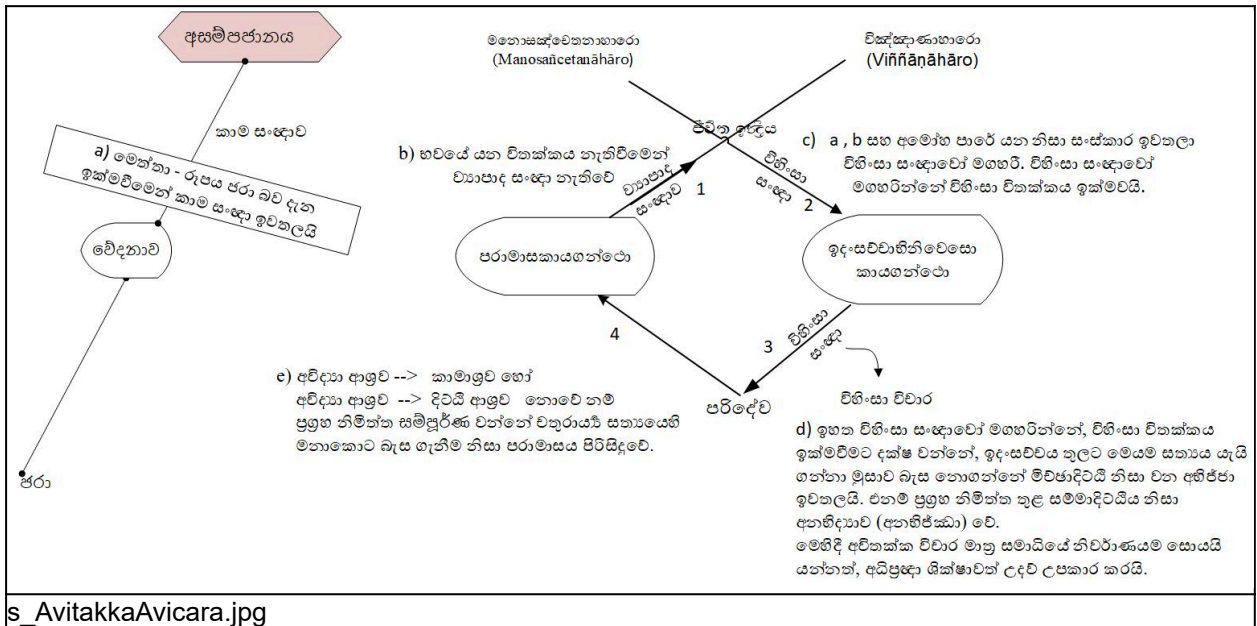 අසම්පජානය
කාම සංඥාව
a) මෙත්තා - රූපය ජරා බව දැන
ඉක්මවීමෙන් කාම සංඥා ඉවතලයි
වේදනාව
ජරා
මනොසඤ්චෙතනාහාරො
(Manosañcetanāhāro)
විඤ්ඤාණාහාරො
(Viññāṇāhāro)
ජීවිත ඉන්ද්‍රිය
b) භවයේ යන විතක්කය නැතිවීමෙන්
ව්‍යාපාද සංඥා නැතිවේ
ව්‍යාපාද
සංඥාව
1
විහිංසා
සංඥා
2
c) a , b සහ අමෝහ පාරේ යන නිසා සංස්කාර ඉවතලා
විහිංසා සංඥාවෝ මගහරී. විහිංසා සංඥාවෝ
මගහරින්නේ විහිංසා විතක්කය ඉක්මවයි.
පරාමාසකායගන්ථො
ඉදංසච්චාභිනිවෙසො
කායගන්ථො
4
3
විහිංසා
සංඥා
පරිදේව
විහිංසා විචාර
e) අවිද්‍යා ආශ්‍රව --> කාමාශ්‍රව හෝ
අවිද්‍යා ආශ්‍රව --> දිට්ඨි ආශ්‍රව නොවේ නම්
ප්‍රග්‍රහ නිමිත්ත සම්පූර්ණ වන්නේ චතුරාර්‍ය්‍ය සත්‍යයෙහි
මනාකොට බැස ගැනීම නිසා පරාමාසය පිරිසිදුවේ.
d) ඉහත විහිංසා සංඥාවෝ මගහරින්නේ, විහිංසා විතක්කය
ඉක්මවීමට දක්ෂ වන්නේ, ඉදංසච්චය තුලට මෙයම සත්‍යය යැයි
ගන්නා මුසාව බැස නොගන්නේ මිච්ඡාදිට්ඨි නිසා වන අභිජ්ජා
ඉවතලයි. එනම් ප්‍රග්‍රහ නිමිත්ත තුළ සම්මාදිට්ඨිය නිසා
අනභිද්‍යාව (අනභිජ්ඣා) වේ.
මෙහිදී අවිතක්ක විචාර මාත්‍ර සමාධියේ නිර්වාණයම සොයයි
යන්නත්, අධිප්‍රඥා ශික්ෂාවත් උදව් උපකාර කරයි.
s_AvitakkaAvicara.jpg